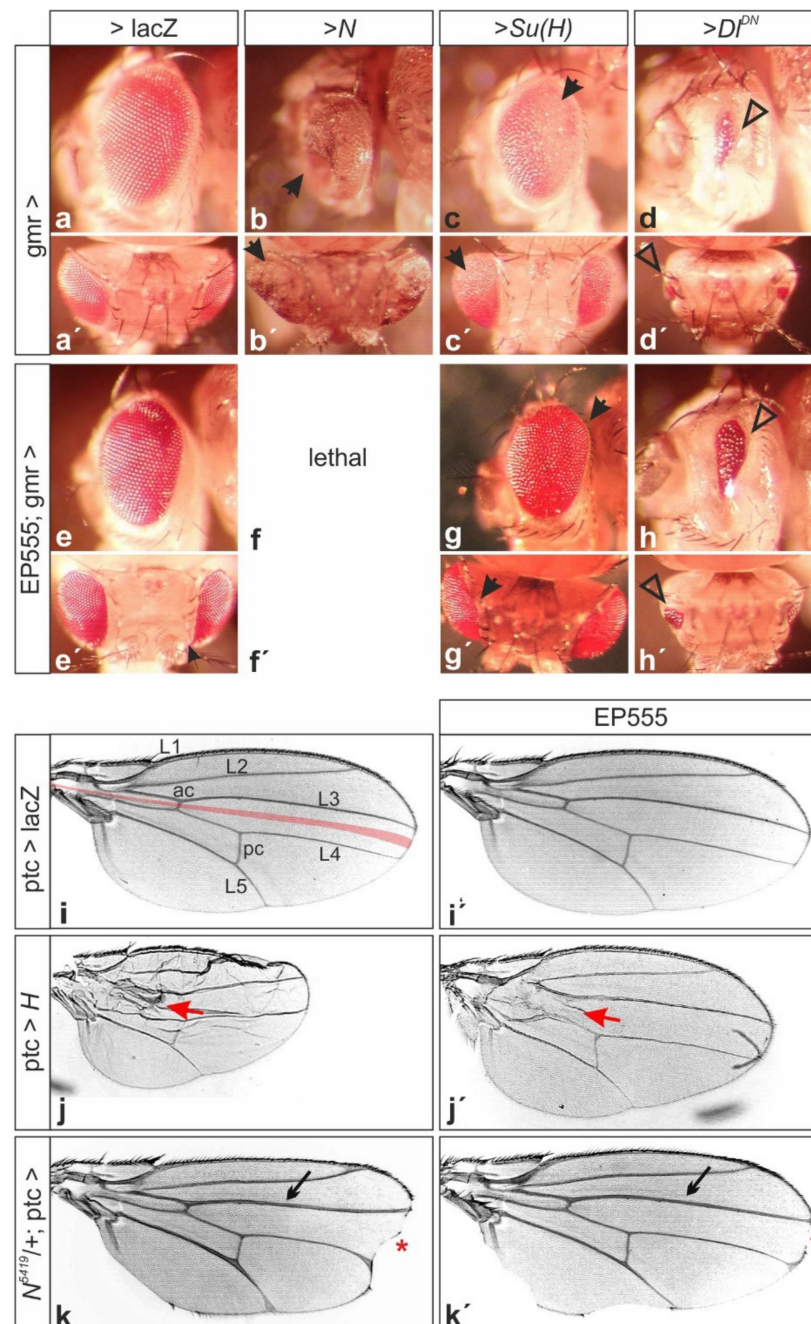 > lacZ >N >Su(H) >Dl^DN
gmr >
a b c d
a´ b´ c´ d´
EP555; gmr >
e f lethal g h
e´ f´ g´ h´
EP555
ptc > lacZ
L1
L2
ac L3
pc L4
L5
i i´
ptc > H
j j´
N^5419/+; ptc >
*
k k´